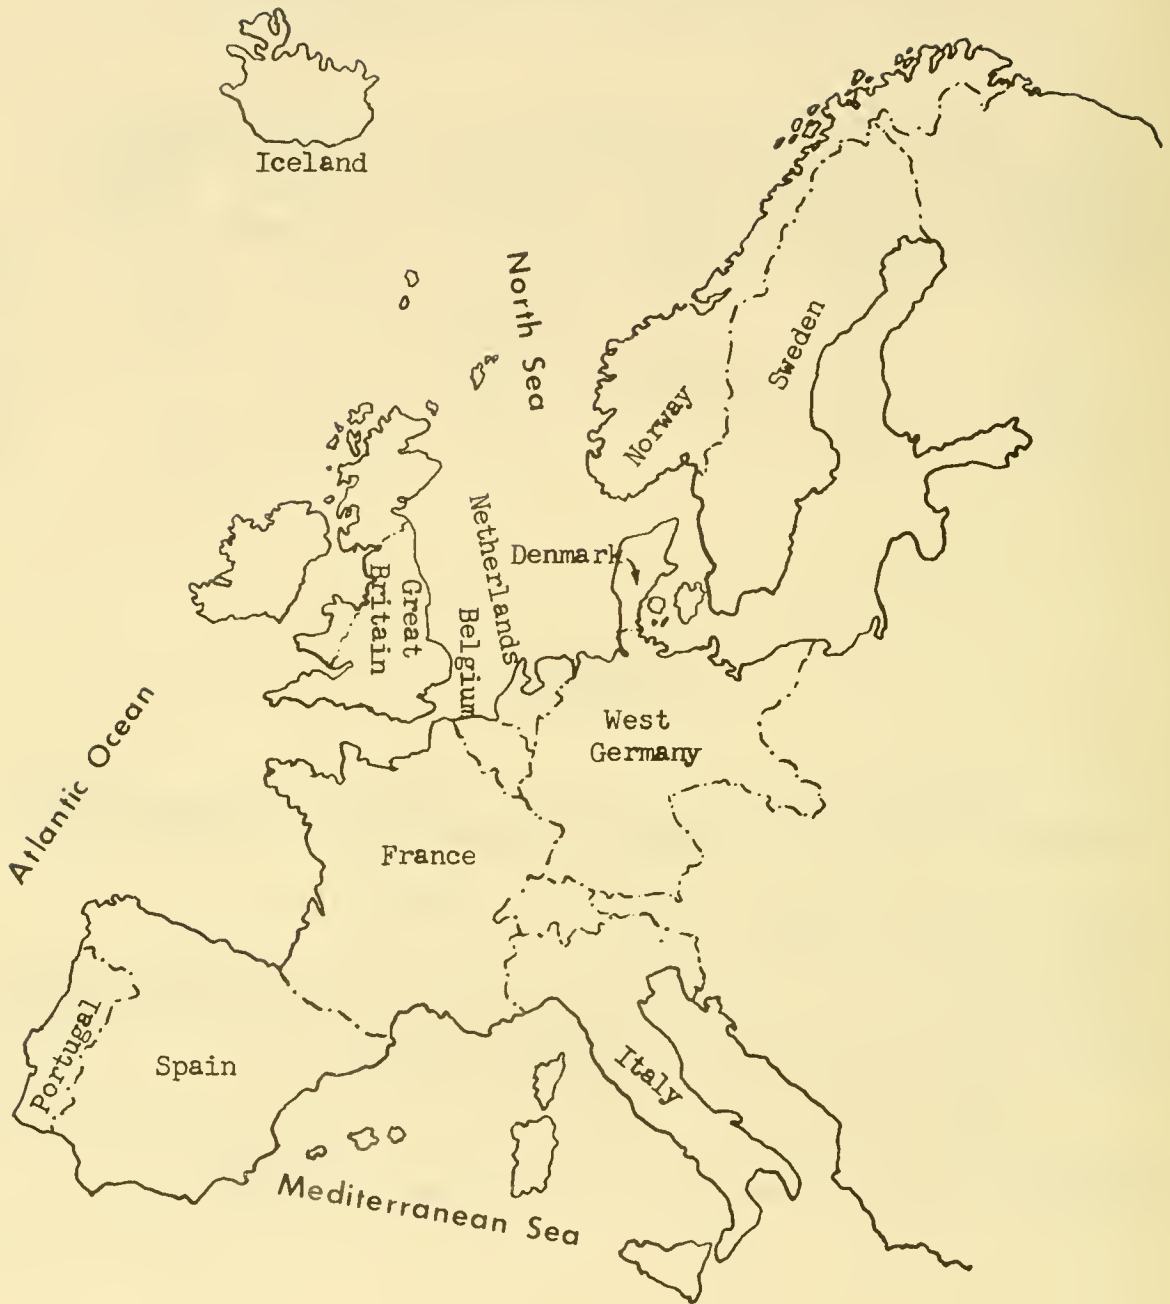 Iceland
North Sea
Sweden
Norway
Netherlands
Denmark
Great
Britain
Belgium
West
Germany
Atlantic Ocean
France
Portugal
Spain
Italy
Mediterranean Sea